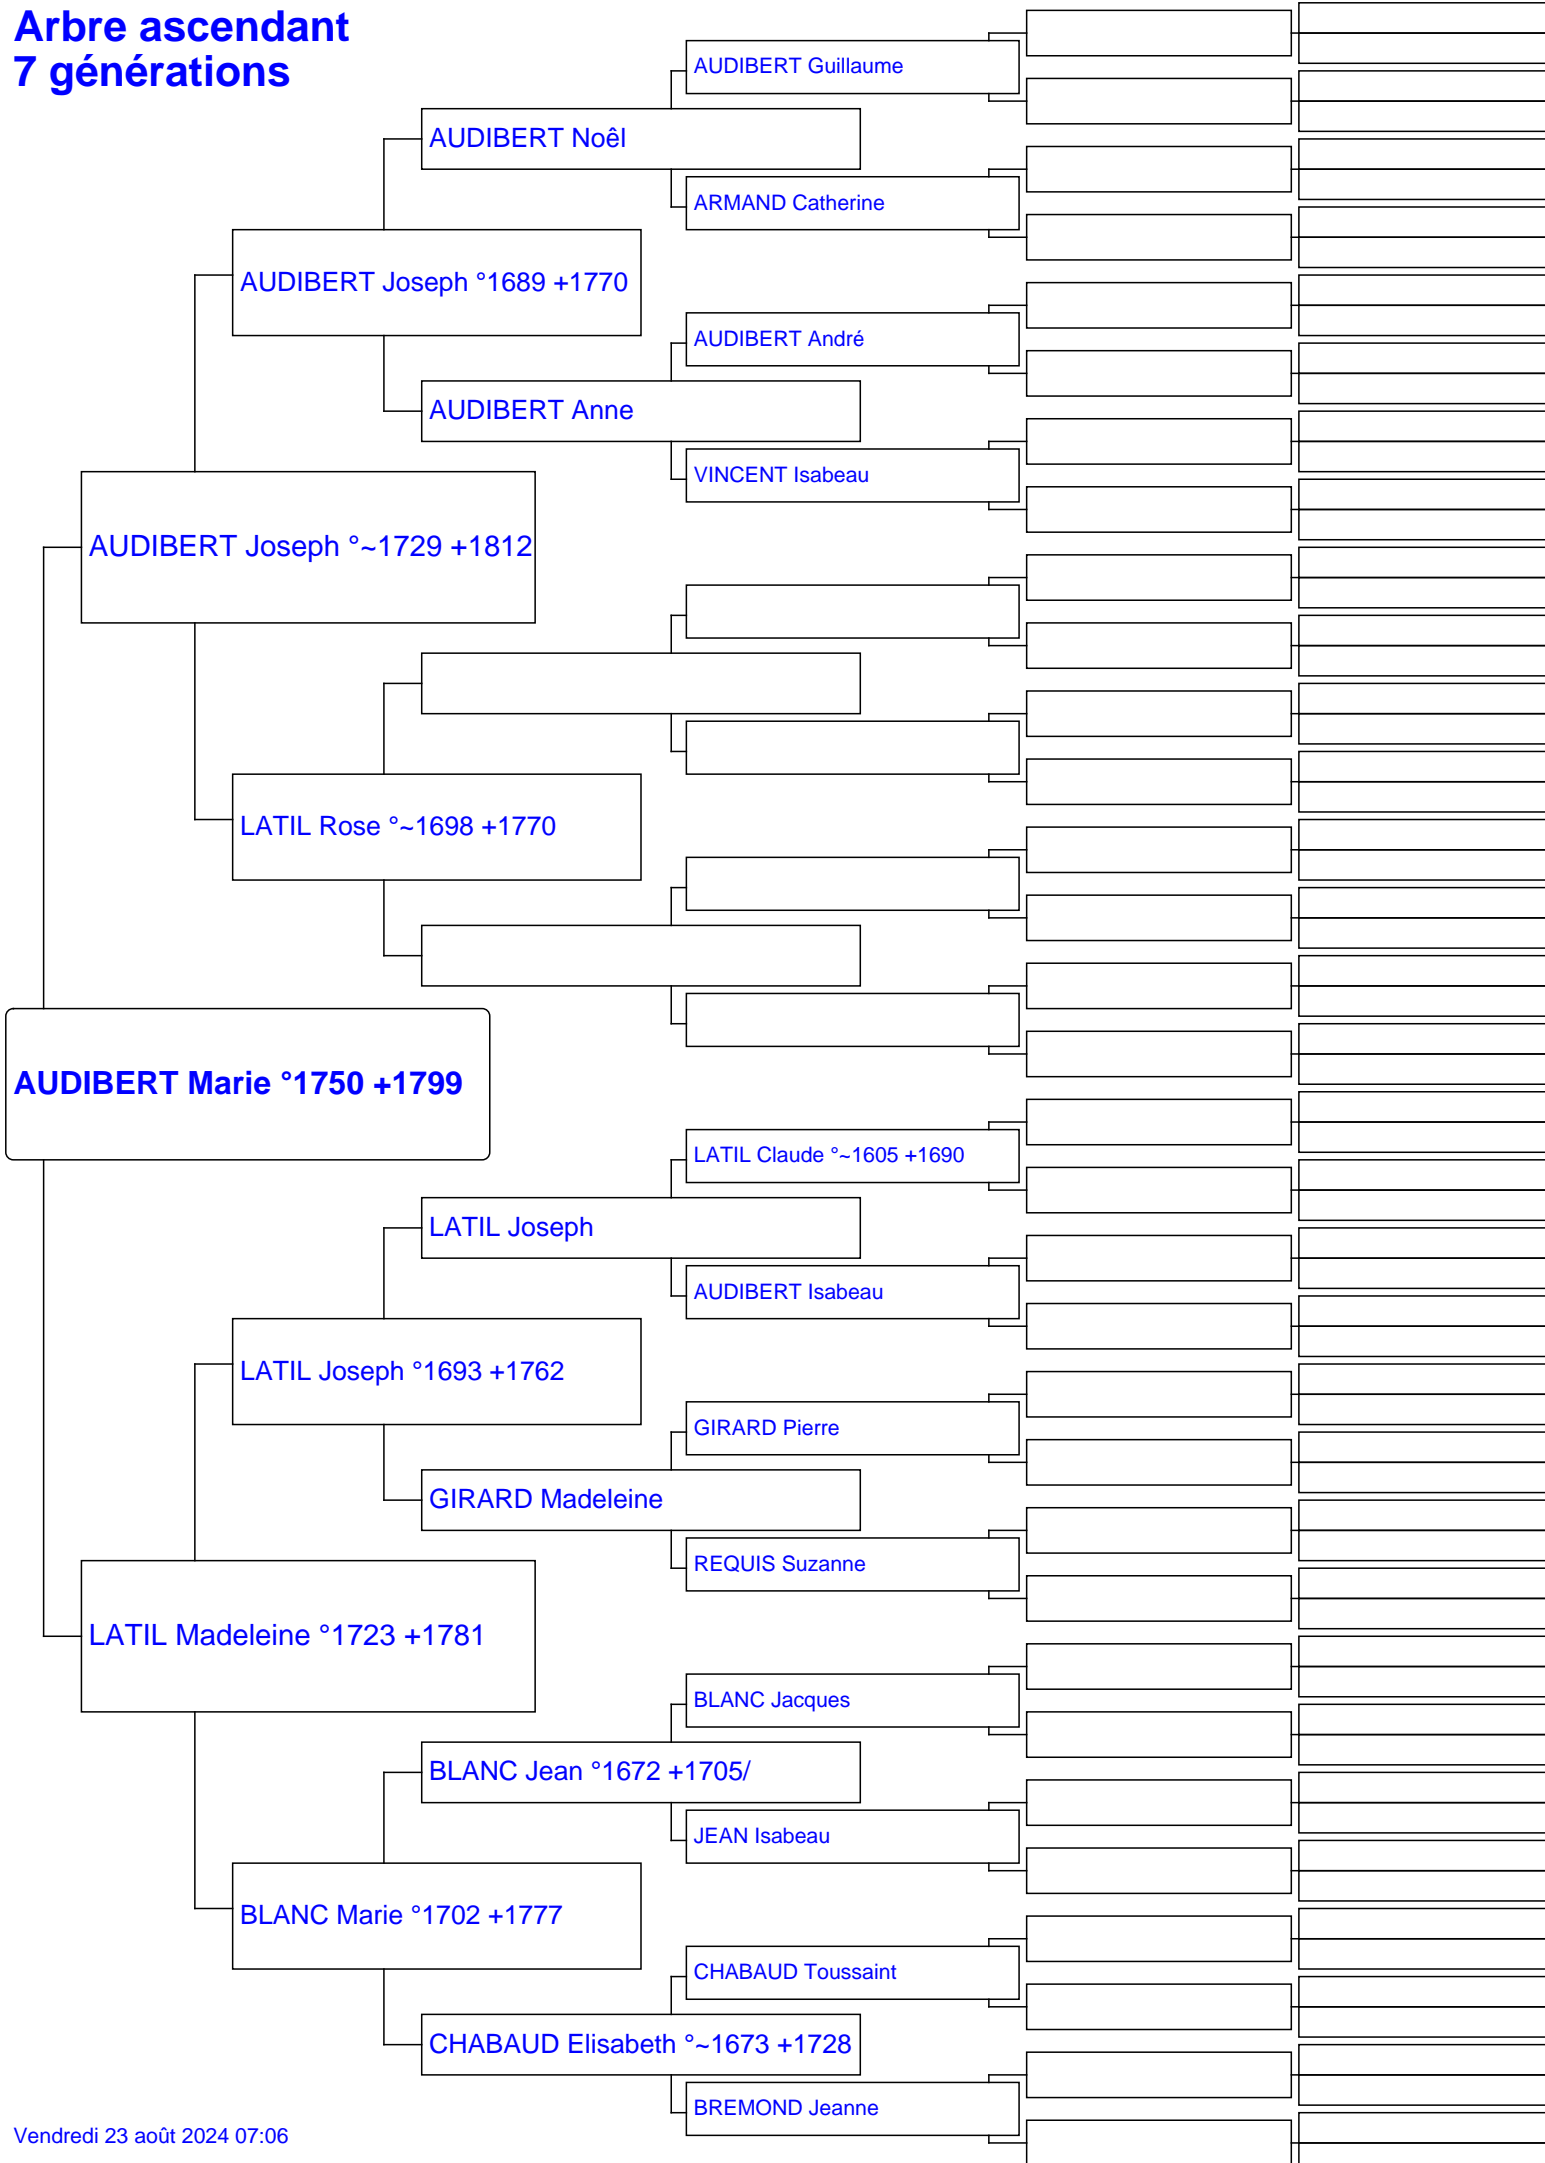 Arbre ascendant
7 générations
AUDIBERT Guillaume
AUDIBERT Noêl
ARMAND Catherine
AUDIBERT Joseph °1689 +1770
AUDIBERT André
AUDIBERT Anne
VINCENT Isabeau
AUDIBERT Joseph °~1729 +1812
LATIL Rose °~1698 +1770
AUDIBERT Marie °1750 +1799
LATIL Claude °~1605 +1690
LATIL Joseph
AUDIBERT Isabeau
LATIL Joseph °1693 +1762
GIRARD Pierre
GIRARD Madeleine
REQUIS Suzanne
LATIL Madeleine °1723 +1781
BLANC Jacques
BLANC Jean °1672 +1705/
JEAN Isabeau
BLANC Marie °1702 +1777
CHABAUD Toussaint
CHABAUD Elisabeth °~1673 +1728
BREMOND Jeanne
Vendredi 23 août 2024 07:06